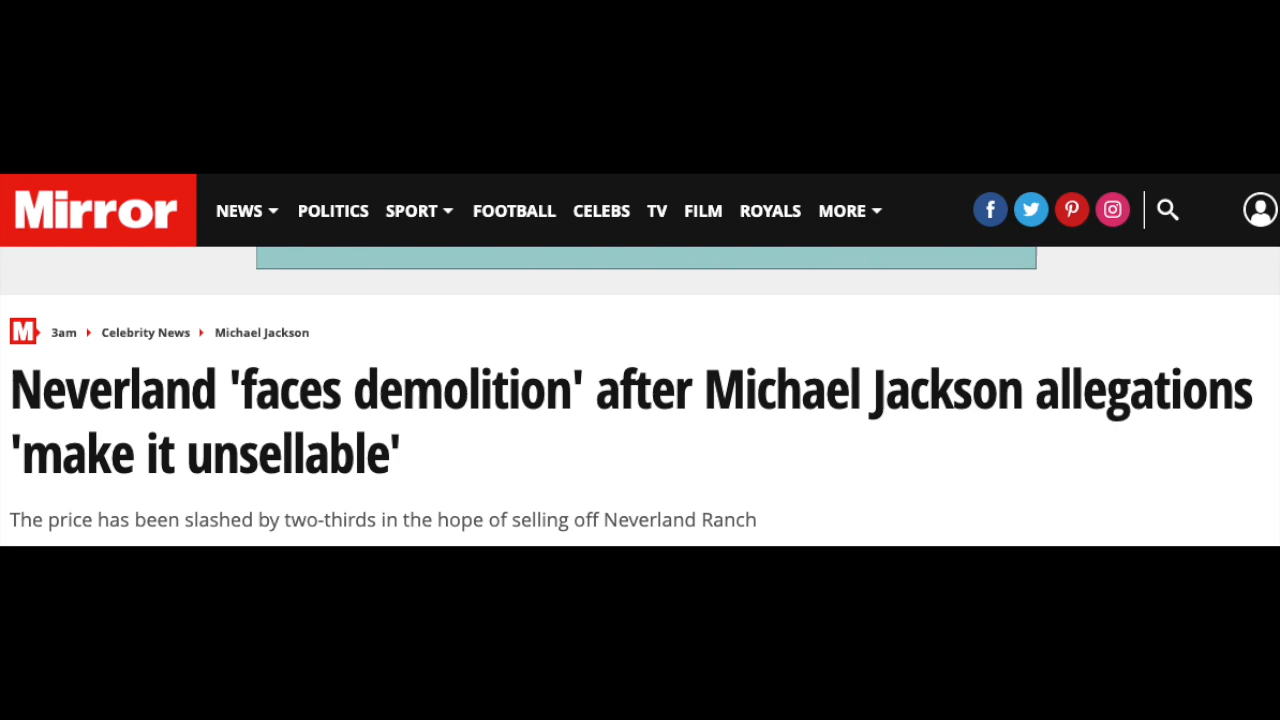 Mirror NEWS POLITICS SPORT FOOTBALL CELEBS TV FILM ROYALS MORE
M 3am Celebrity News Michael Jackson
Neverland 'faces demolition' after Michael Jackson allegations
'make it unsellable'
The price has been slashed by two-thirds in the hope of selling off Neverland Ranch